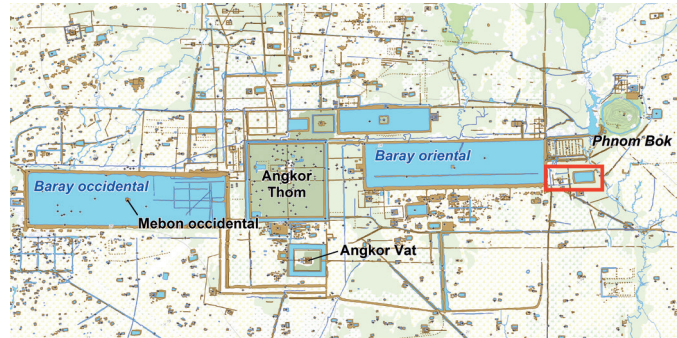 Baray oriental
Phnom Bok
Baray occidental
Angkor
Thom
Mebon occidental
Angkor Vat